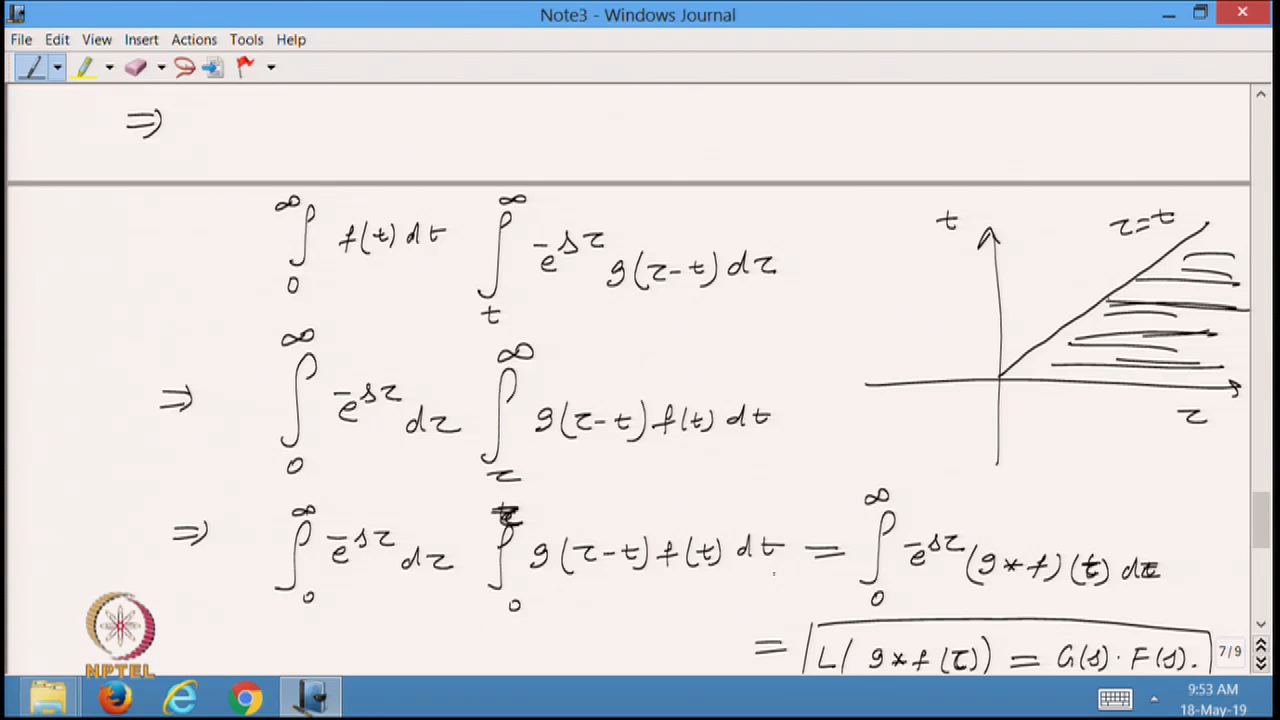 Note3 - Windows Journal
File Edit View Insert Actions Tools Help
⇒
∫₀^∞ f(t) dt ∫ₜ^∞ e^{-sτ} g(τ-t) dτ
t
τ=t
τ
⇒ ∫₀^∞ e^{-sτ} dτ ∫_τ^∞ g(τ-t) f(t) dt
⇒ ∫₀^∞ e^{-sτ} dτ ∫₀^τ g(τ-t) f(t) dt = ∫₀^∞ e^{-sτ} (g*f)(τ) dτ
= L( g*f(τ)) = G(s)·F(s).
7/9
NPTEL
9:53 AM
18-May-19